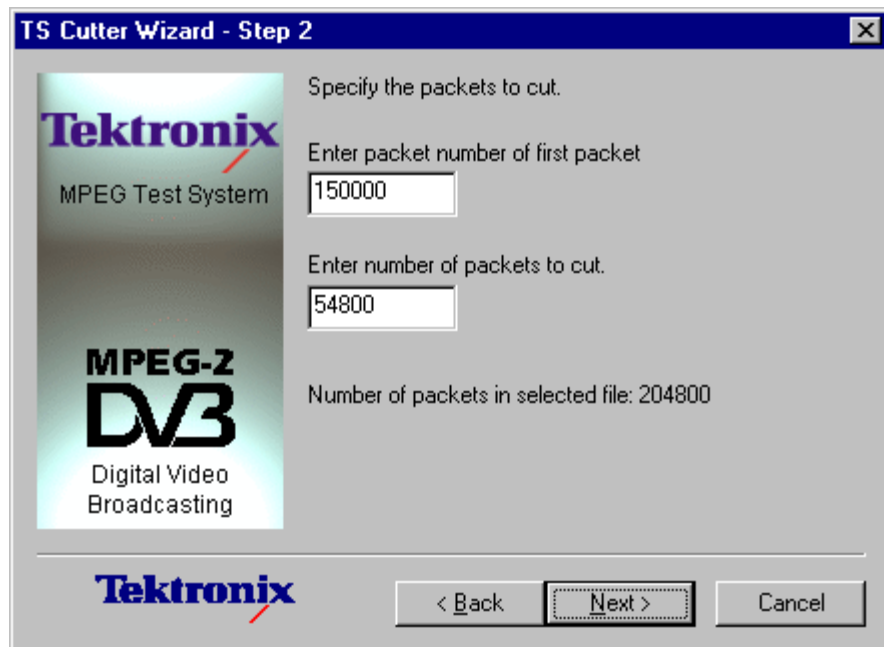 TS Cutter Wizard - Step 2
Tektronix
MPEG Test System
MPEG-2
DVB
Digital Video
Broadcasting
Specify the packets to cut.
Enter packet number of first packet
150000
Enter number of packets to cut.
54800
Number of packets in selected file: 204800
Tektronix
< Back
Next >
Cancel